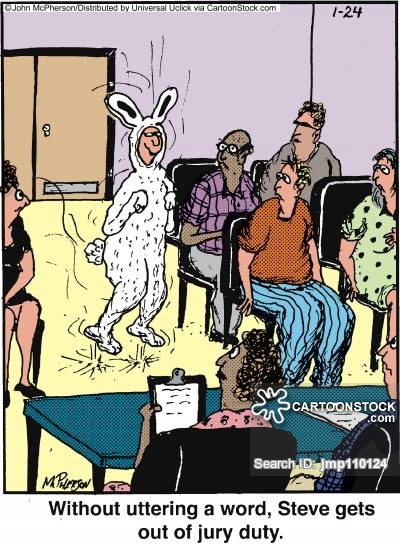 © John McPherson/Distributed by Universal Uclick via CartoonStock.com
1-24
CARTOONSTOCK
.com
Search ID: jmp110124
McPHERSON
Without uttering a word, Steve gets
out of jury duty.